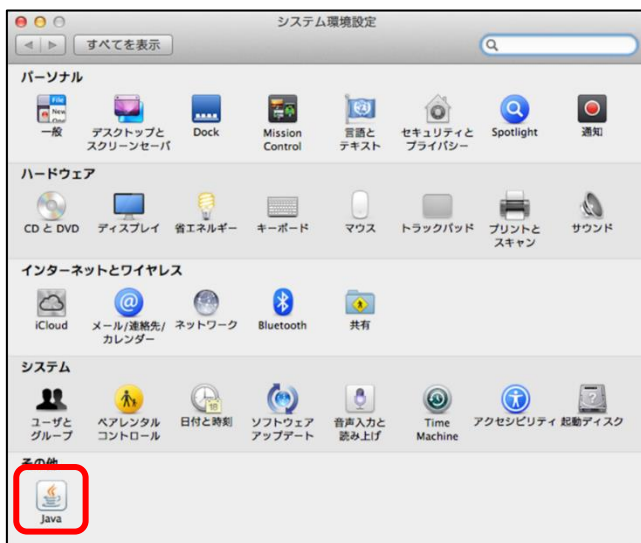 システム環境設定
すべてを表示
パーソナル
一般
デスクトップと
スクリーンセーバ
Dock
Mission
Control
言語と
テキスト
セキュリティと
プライバシー
Spotlight
通知
ハードウェア
CD と DVD
ディスプレイ
省エネルギー
キーボード
マウス
トラックパッド
プリントと
スキャン
サウンド
インターネットとワイヤレス
iCloud
メール/連絡先/
カレンダー
ネットワーク
Bluetooth
共有
システム
ユーザと
グループ
ペアレンタル
コントロール
日付と時刻
ソフトウェア
アップデート
音声入力と
読み上げ
Time
Machine
アクセシビリティ
起動ディスク
その他
Java